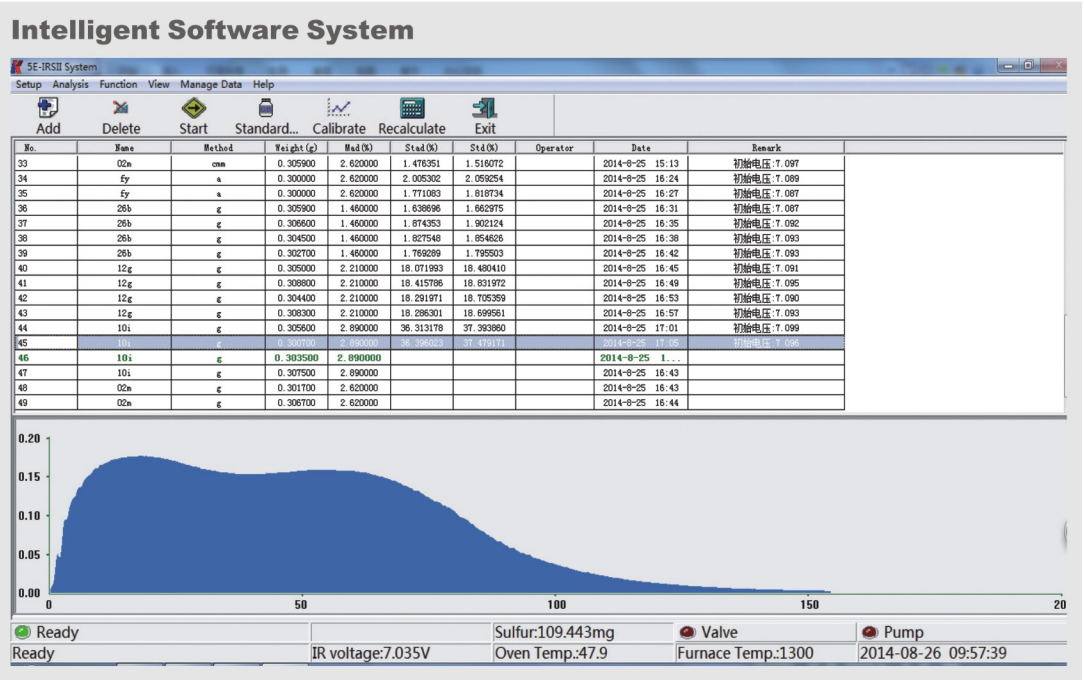 Intelligent Software System
5E-IRSII System
Setup Analysis Function View Manage Data Help
Add Delete Start Standard... Calibrate Recalculate Exit
No. Name Method Weight(g) Mad(%) Stad(%) Std(%) Operator Date Remark
33 02m cnm 0.305900 2.620000 1.476351 1.516072 2014-8-25 15:13 初始电压:7.097
34 fy a 0.300000 2.620000 2.005302 2.059254 2014-8-25 16:24 初始电压:7.089
35 fy a 0.300000 2.620000 1.771083 1.818734 2014-8-25 16:27 初始电压:7.087
36 26b g 0.305900 1.460000 1.638696 1.662975 2014-8-25 16:31 初始电压:7.087
37 26b g 0.306600 1.460000 1.874353 1.902124 2014-8-25 16:35 初始电压:7.092
38 26b g 0.304500 1.460000 1.827548 1.854626 2014-8-25 16:38 初始电压:7.093
39 26b g 0.302700 1.460000 1.769289 1.795503 2014-8-25 16:42 初始电压:7.093
40 12g g 0.305000 2.210000 18.071993 18.480410 2014-8-25 16:45 初始电压:7.091
41 12g g 0.308800 2.210000 18.415786 18.831972 2014-8-25 16:49 初始电压:7.095
42 12g g 0.304400 2.210000 18.291971 18.705359 2014-8-25 16:53 初始电压:7.090
43 12g g 0.308300 2.210000 18.286301 18.699561 2014-8-25 16:57 初始电压:7.093
44 10i g 0.305600 2.890000 36.313178 37.393860 2014-8-25 17:01 初始电压:7.099
45 10i g 0.300700 2.890000 36.396023 37.479171 2014-8-25 17:05 初始电压:7.096
46 10i g 0.303500 2.890000 2014-8-25 1...
47 10i g 0.307500 2.890000 2014-8-25 16:43
48 02m g 0.301700 2.620000 2014-8-25 16:43
49 02m g 0.306700 2.620000 2014-8-25 16:44
0.20
0.15
0.10
0.05
0.00
0 50 100 150 20
Ready Sulfur:109.443mg Valve Pump
Ready IR voltage:7.035V Oven Temp.:47.9 Furnace Temp.:1300 2014-08-26 09:57:39